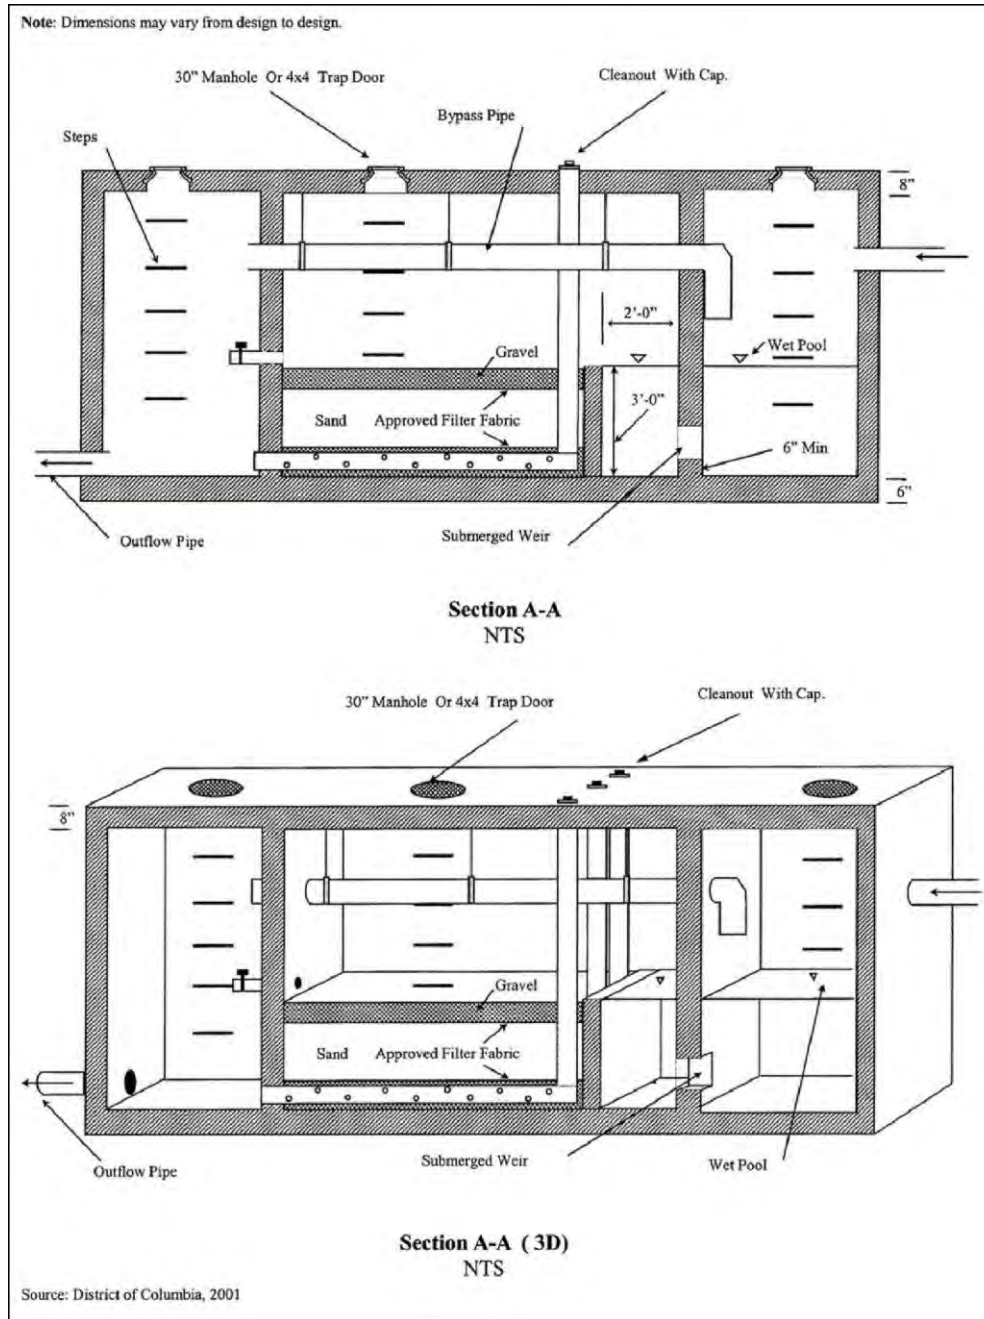 Note: Dimensions may vary from design to design.
30" Manhole Or 4x4 Trap Door
Cleanout With Cap.
Bypass Pipe
Steps
8"
2'-0"
Wet Pool
Gravel
3'-0"
Sand
Approved Filter Fabric
6" Min
6"
Outflow Pipe
Submerged Weir
Section A-A
NTS
30" Manhole Or 4x4 Trap Door
Cleanout With Cap.
8"
Gravel
Sand
Approved Filter Fabric
Submerged Weir
Wet Pool
Outflow Pipe
Section A-A ( 3D)
NTS
Source: District of Columbia, 2001